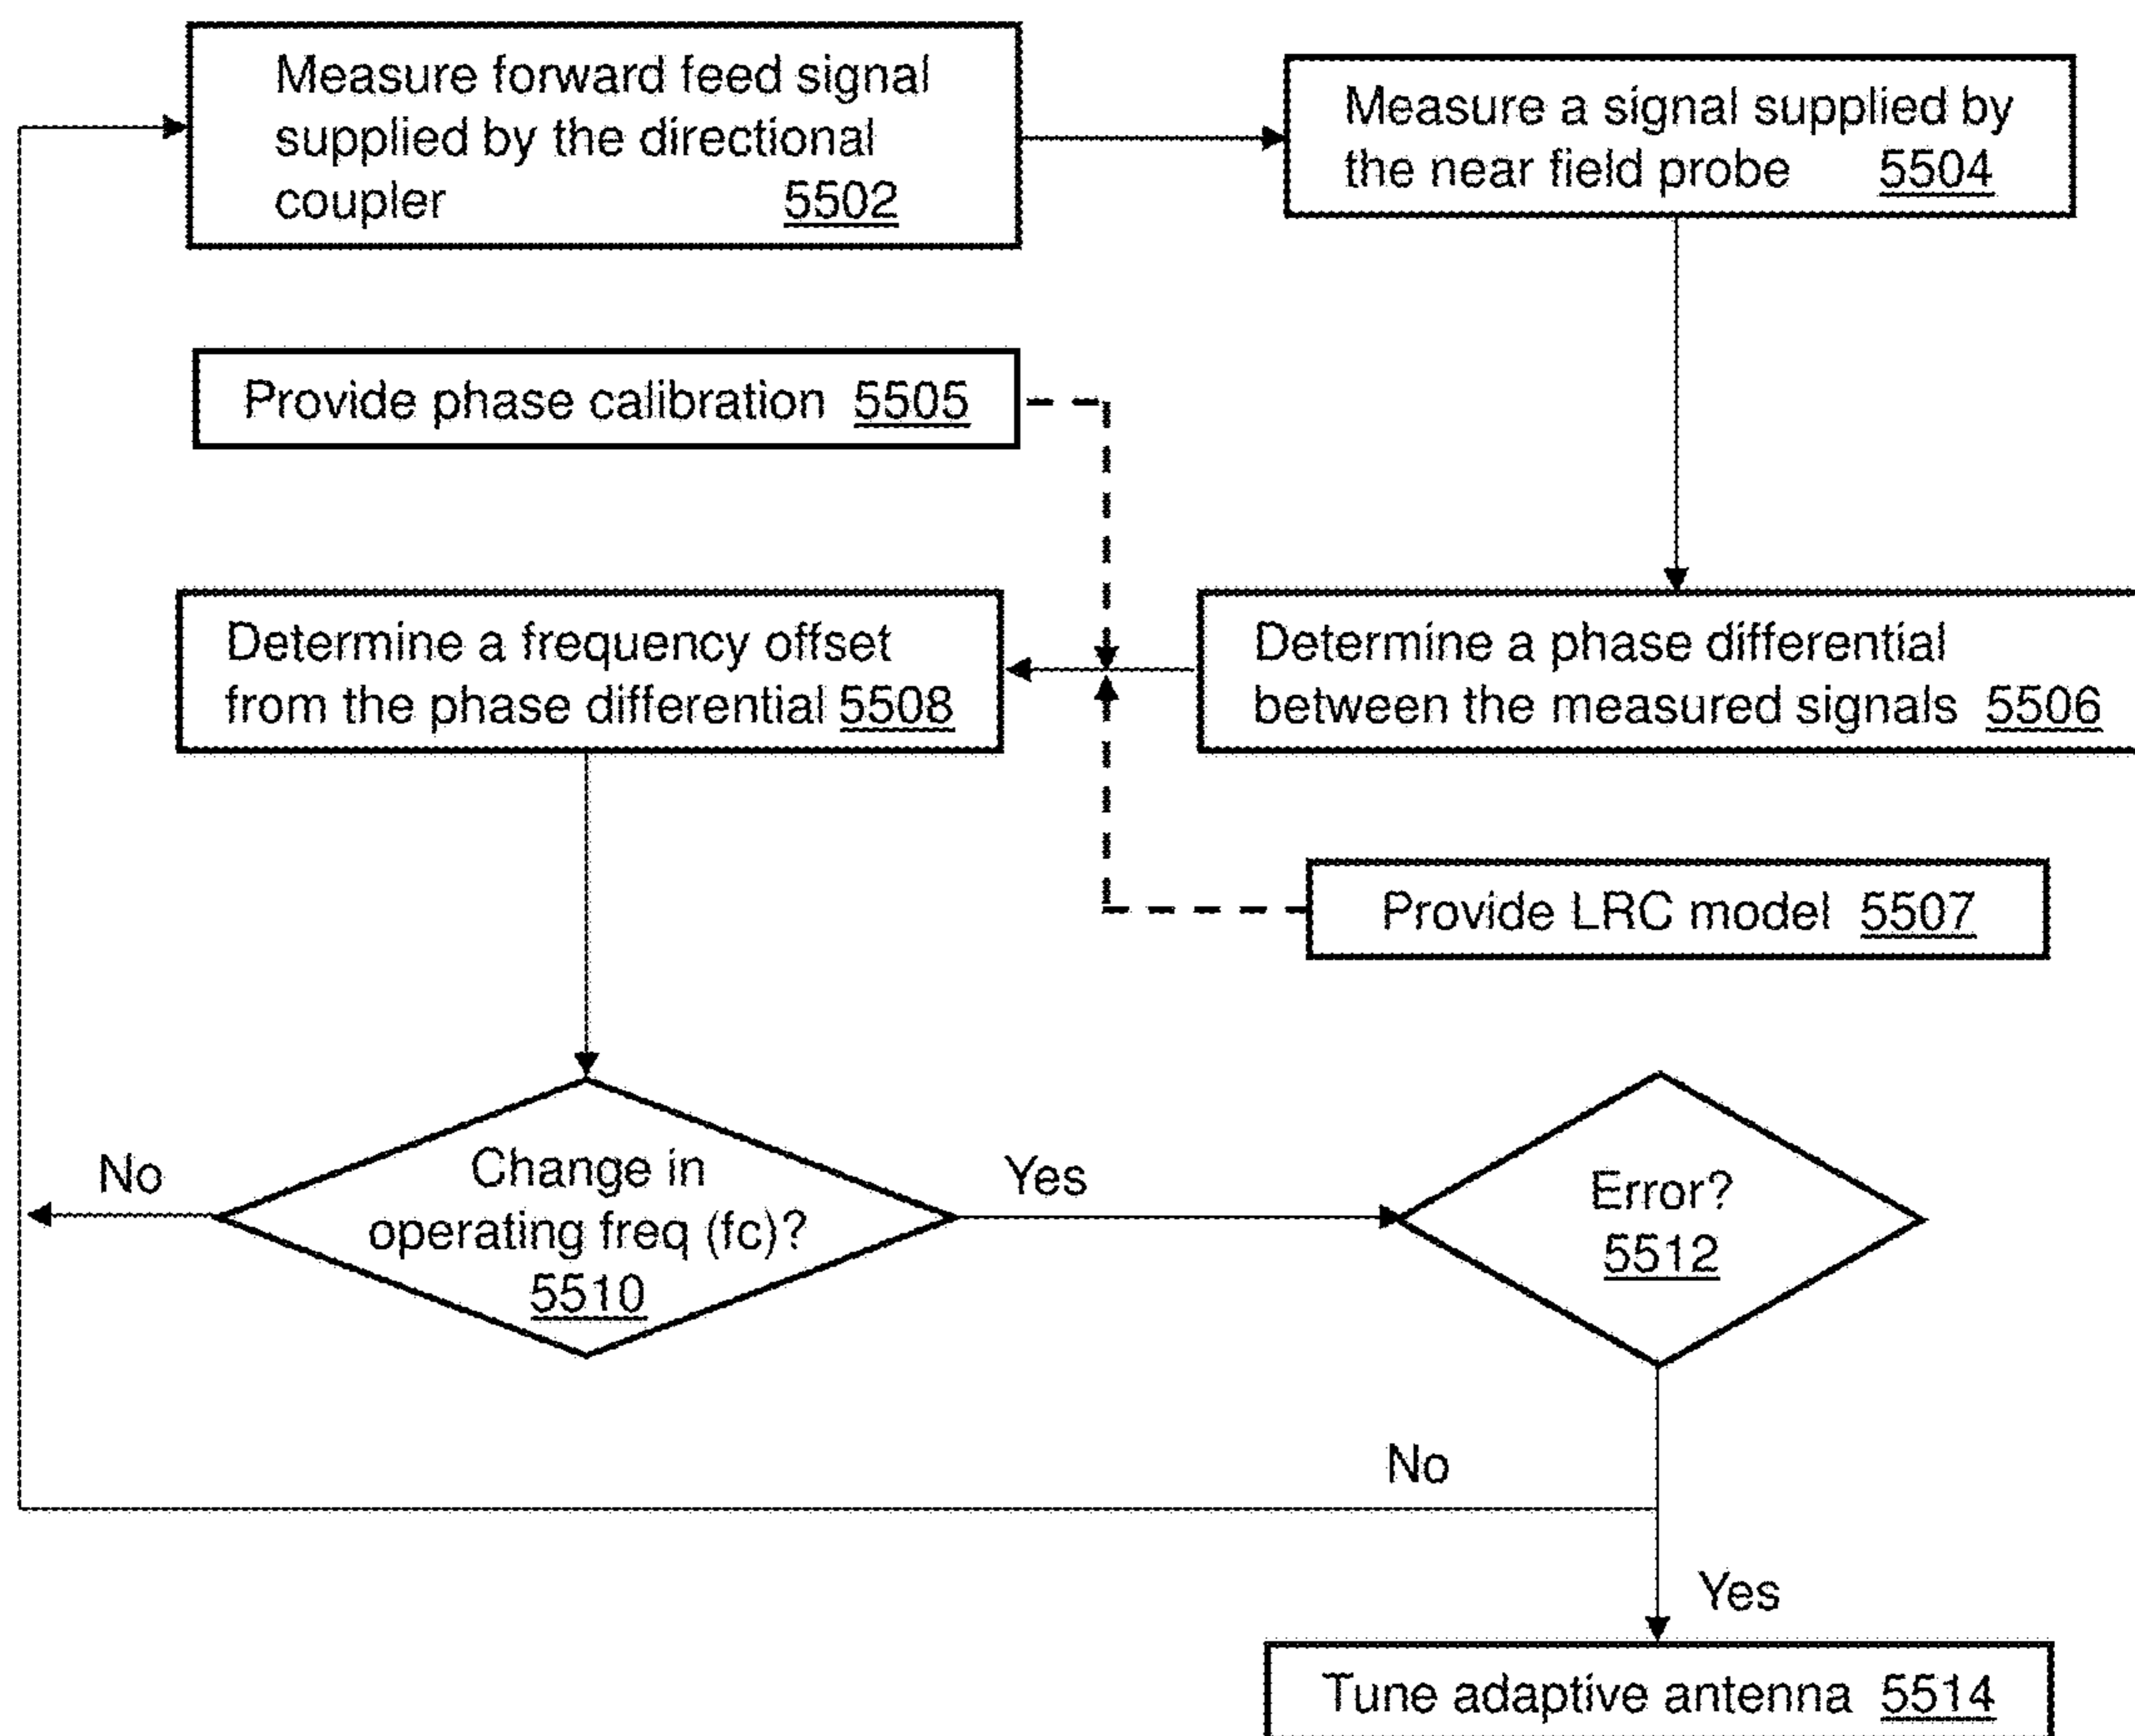 Measure forward feed signal
supplied by the directional
coupler 5502
Measure a signal supplied by
the near field probe 5504
Provide phase calibration 5505
Determine a frequency offset
from the phase differential 5508
Determine a phase differential
between the measured signals 5506
Provide LRC model 5507
Change in
operating freq (fc)?
5510
No
Yes
Error?
5512
No
Yes
Tune adaptive antenna 5514